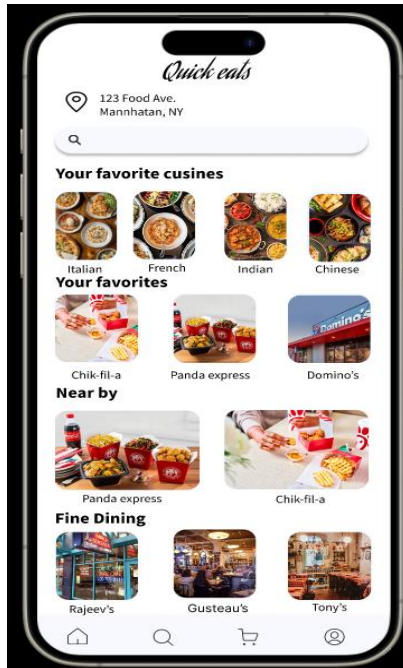 Quick eats
123 Food Ave.
Mannhatan, NY
Your favorite cusines
Italian French Indian Chinese
Your favorites
Domino's
Chik-fil-a Panda express Domino's
Near by
Panda express Chik-fil-a
Fine Dining
Rajeev's Gusteau's Tony's